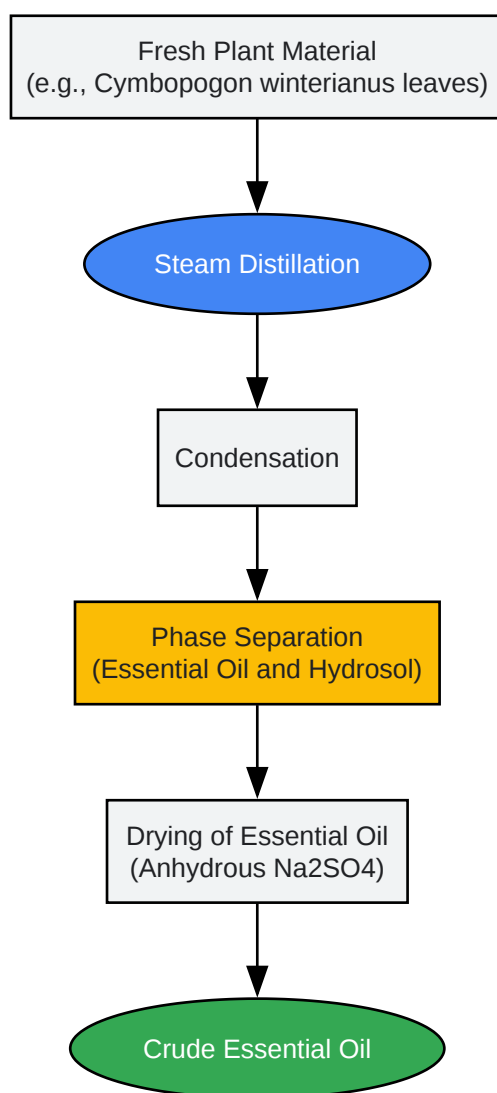 Fresh Plant Material
(e.g., Cymbopogon winterianus leaves)
Steam Distillation
Condensation
Phase Separation
(Essential Oil and Hydrosol)
Drying of Essential Oil
(Anhydrous Na2SO4)
Crude Essential Oil